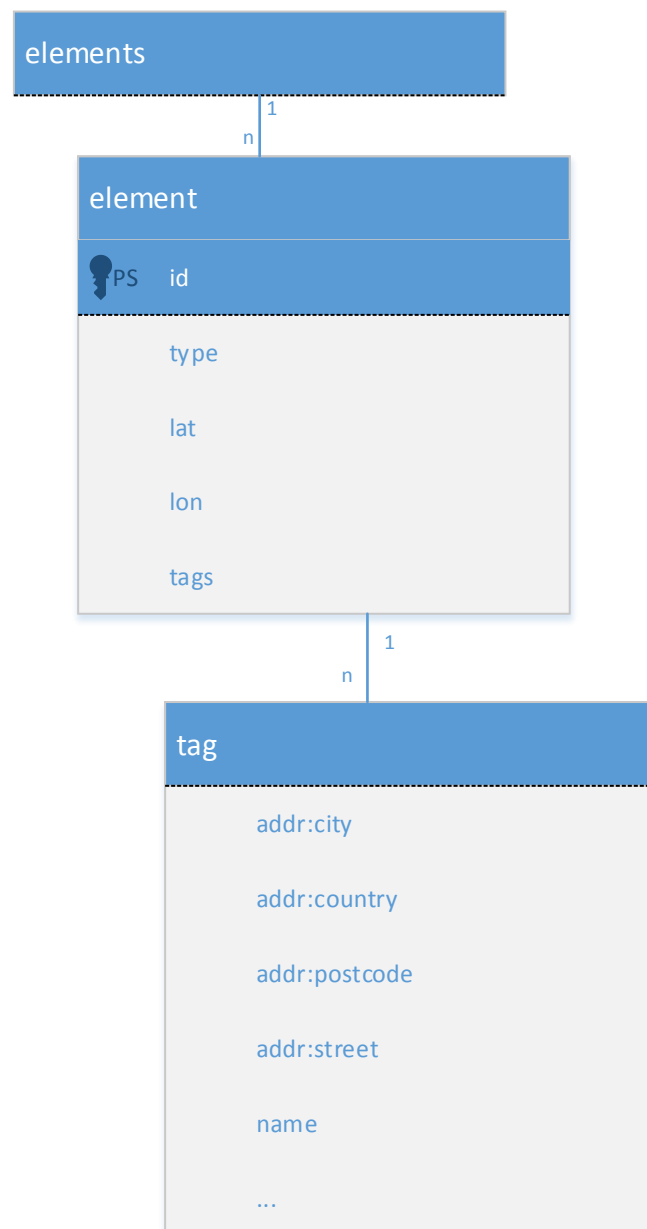 elements
1
n
element
PS id
type
lat
lon
tags
1
n
tag
addr:city
addr:country
addr:postcode
addr:street
name
...